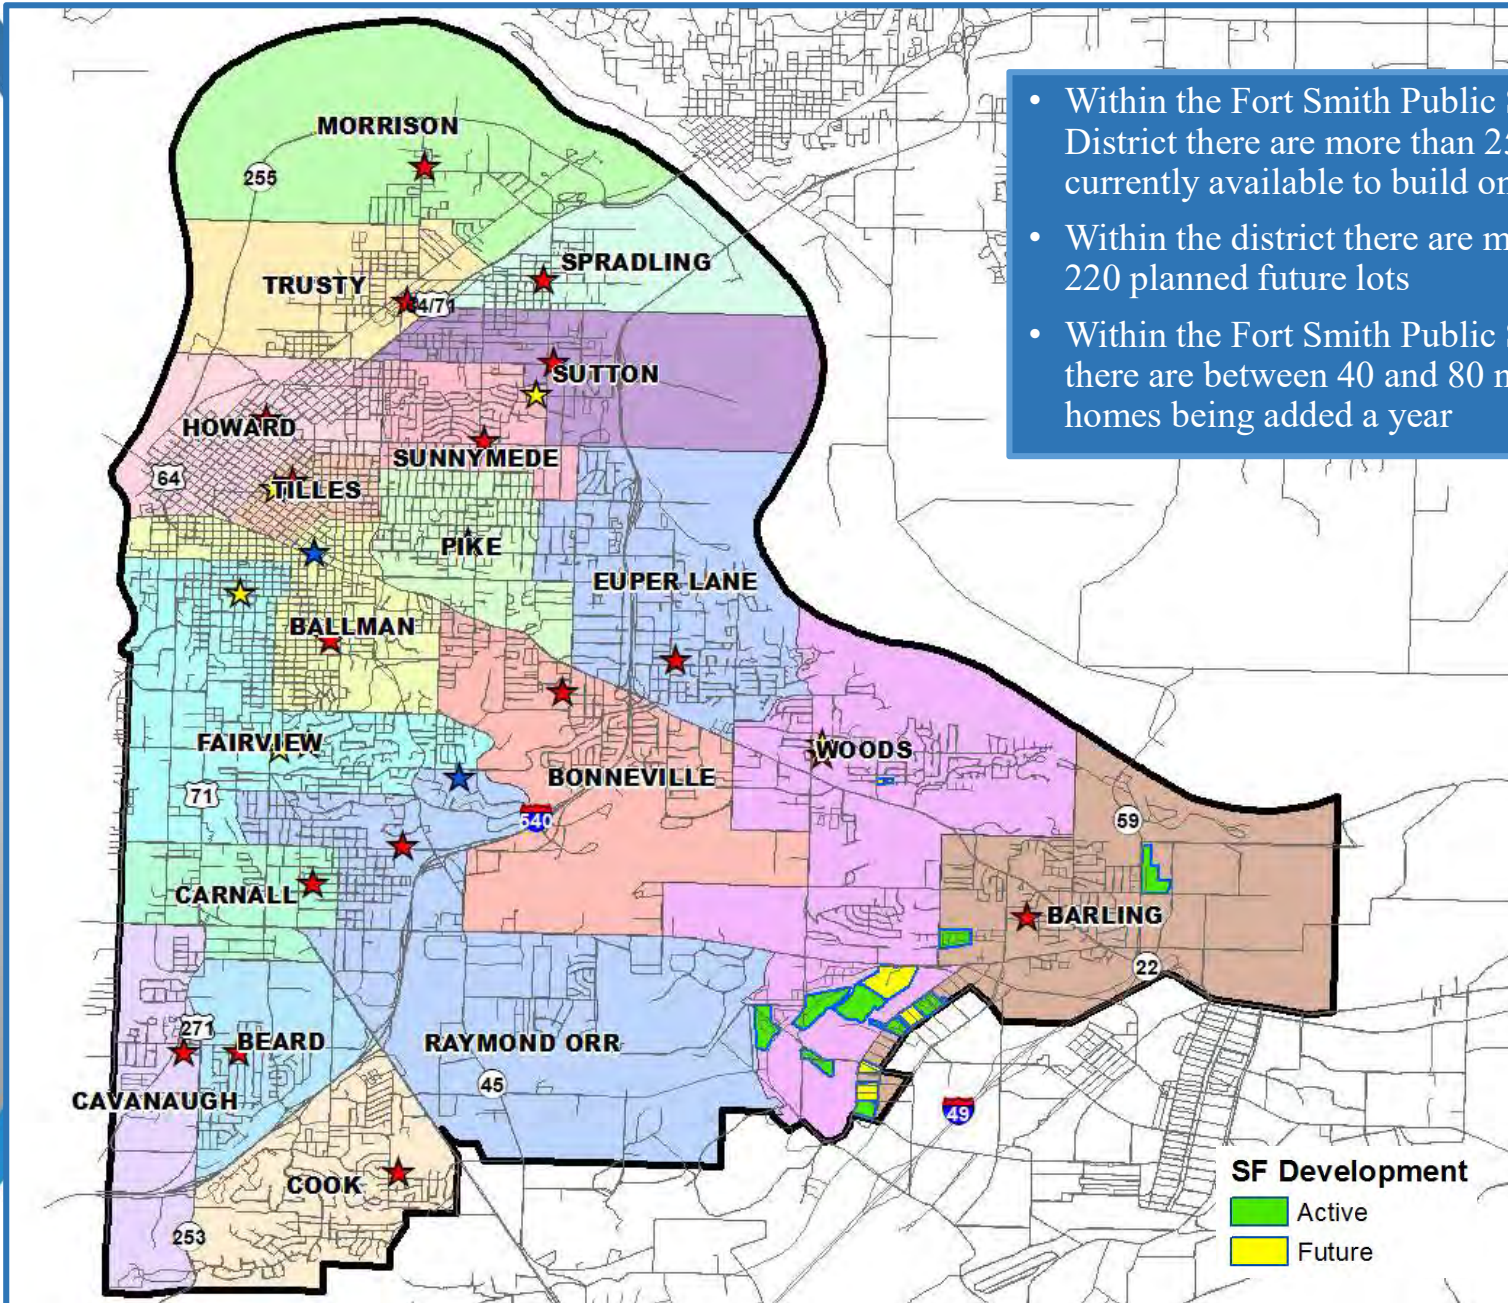 • Within the Fort Smith Public
District there are more than
currently available to build on
• Within the district there are
220 planned future lots
• Within the Fort Smith Public
there are between 40 and 80
homes being added a year
MORRISON
255
SPRADLING
TRUSTY
4/71
SUTTON
HOWARD
SUNNYMEDE
64
TILLES
PIKE
EUPER LANE
BALLMAN
FAIRVIEW
WOODS
BONNEVILLE
71
540
59
CARNALL
BARLING
22
271
BEARD
RAYMOND ORR
45
CAVANAUGH
49
COOK
253
SF Development
Active
Future